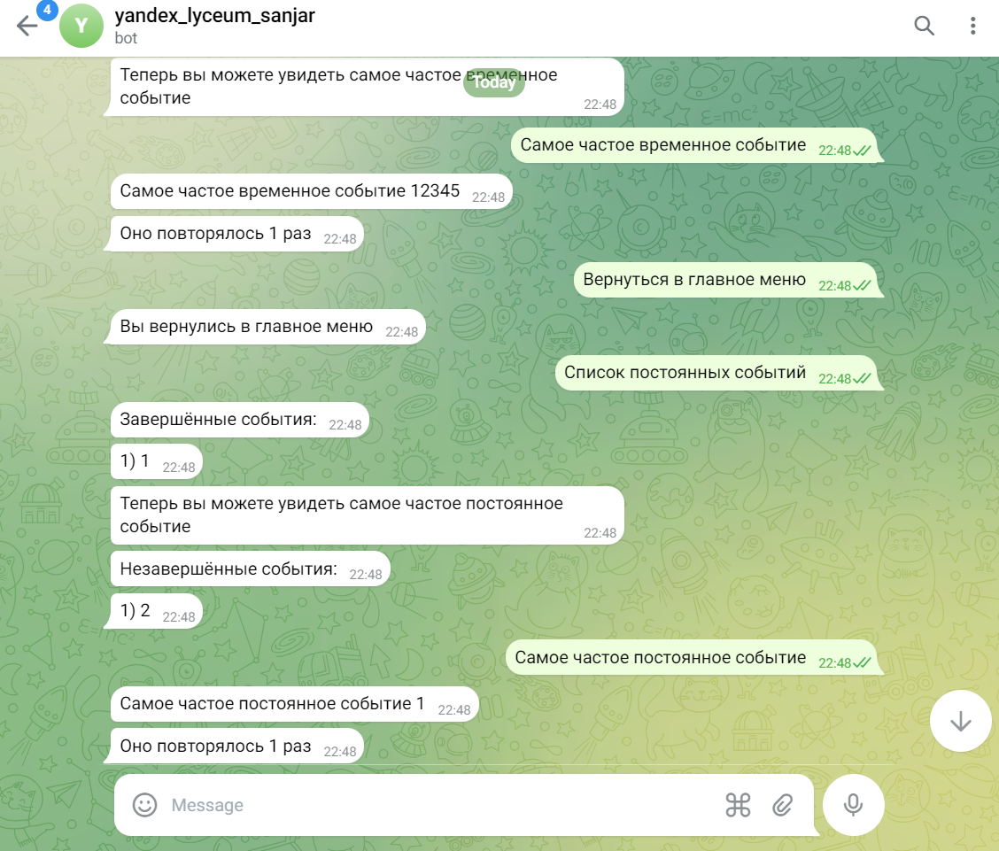 4
Y
yandex_lyceum_sanjar
bot
Теперь вы можете увидеть самое частое временное
событие
22:48
Today
Самое частое временное событие 22:48
Самое частое временное событие 12345 22:48
Оно повторялось 1 раз 22:48
Вернуться в главное меню 22:48
Вы вернулись в главное меню 22:48
Список постоянных событий 22:48
Завершённые события: 22:48
1) 1 22:48
Теперь вы можете увидеть самое частое постоянное
событие
22:48
Незавершённые события: 22:48
1) 2 22:48
Самое частое постоянное событие 22:48
Самое частое постоянное событие 1 22:48
Оно повторялось 1 раз 22:48
Message